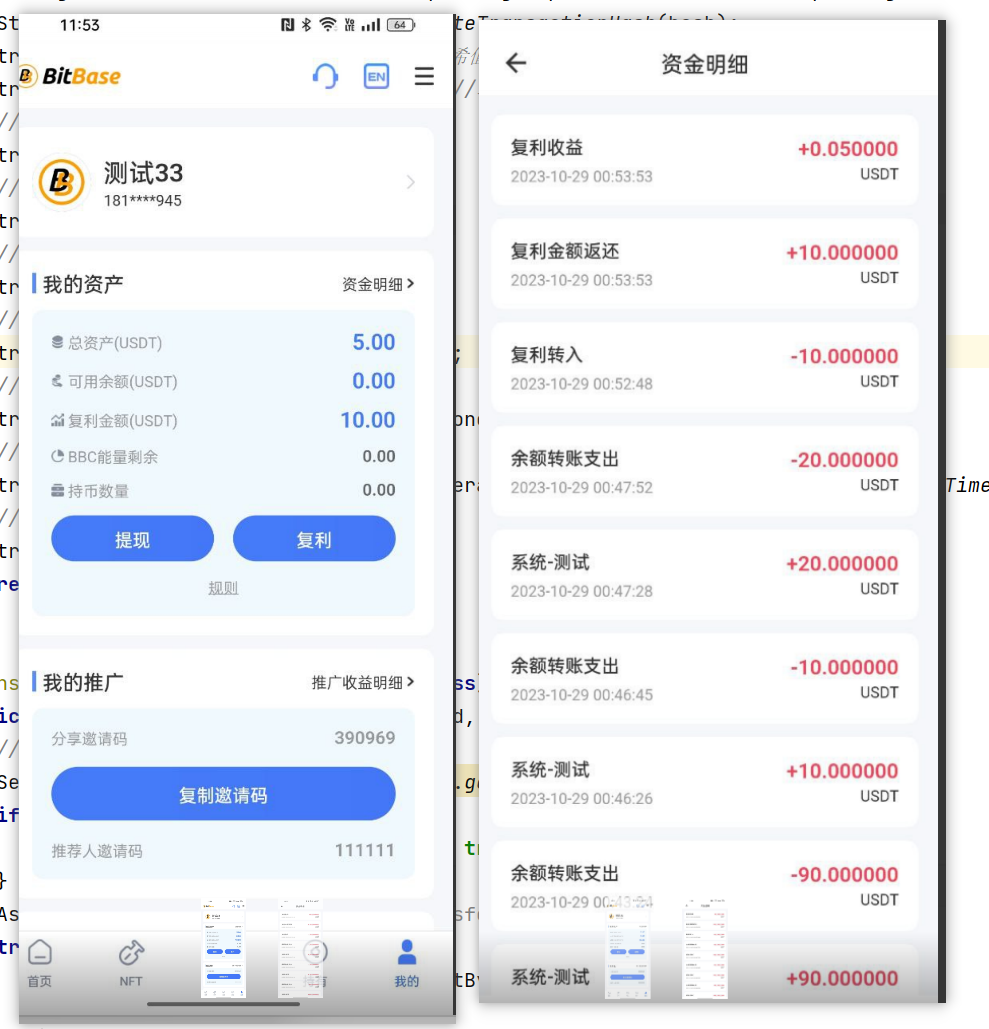 11:53
64
BitBase
EN
测试33
181****945
我的资产
资金明细
总资产(USDT)
5.00
可用余额(USDT)
0.00
复利金额(USDT)
10.00
BBC能量剩余
0.00
持币数量
0.00
提现
复利
规则
我的推广
推广收益明细
分享邀请码
390969
复制邀请码
推荐人邀请码
111111
首页
NFT
我的
资金明细
复利收益
+0.050000
2023-10-29 00:53:53
USDT
复利金额返还
+10.000000
2023-10-29 00:53:53
USDT
复利转入
-10.000000
2023-10-29 00:52:48
USDT
余额转账支出
-20.000000
2023-10-29 00:47:52
USDT
系统-测试
+20.000000
2023-10-29 00:47:28
USDT
余额转账支出
-10.000000
2023-10-29 00:46:45
USDT
系统-测试
+10.000000
2023-10-29 00:46:26
USDT
余额转账支出
-90.000000
2023-10-29
USDT
系统-测试
+90.000000
Time